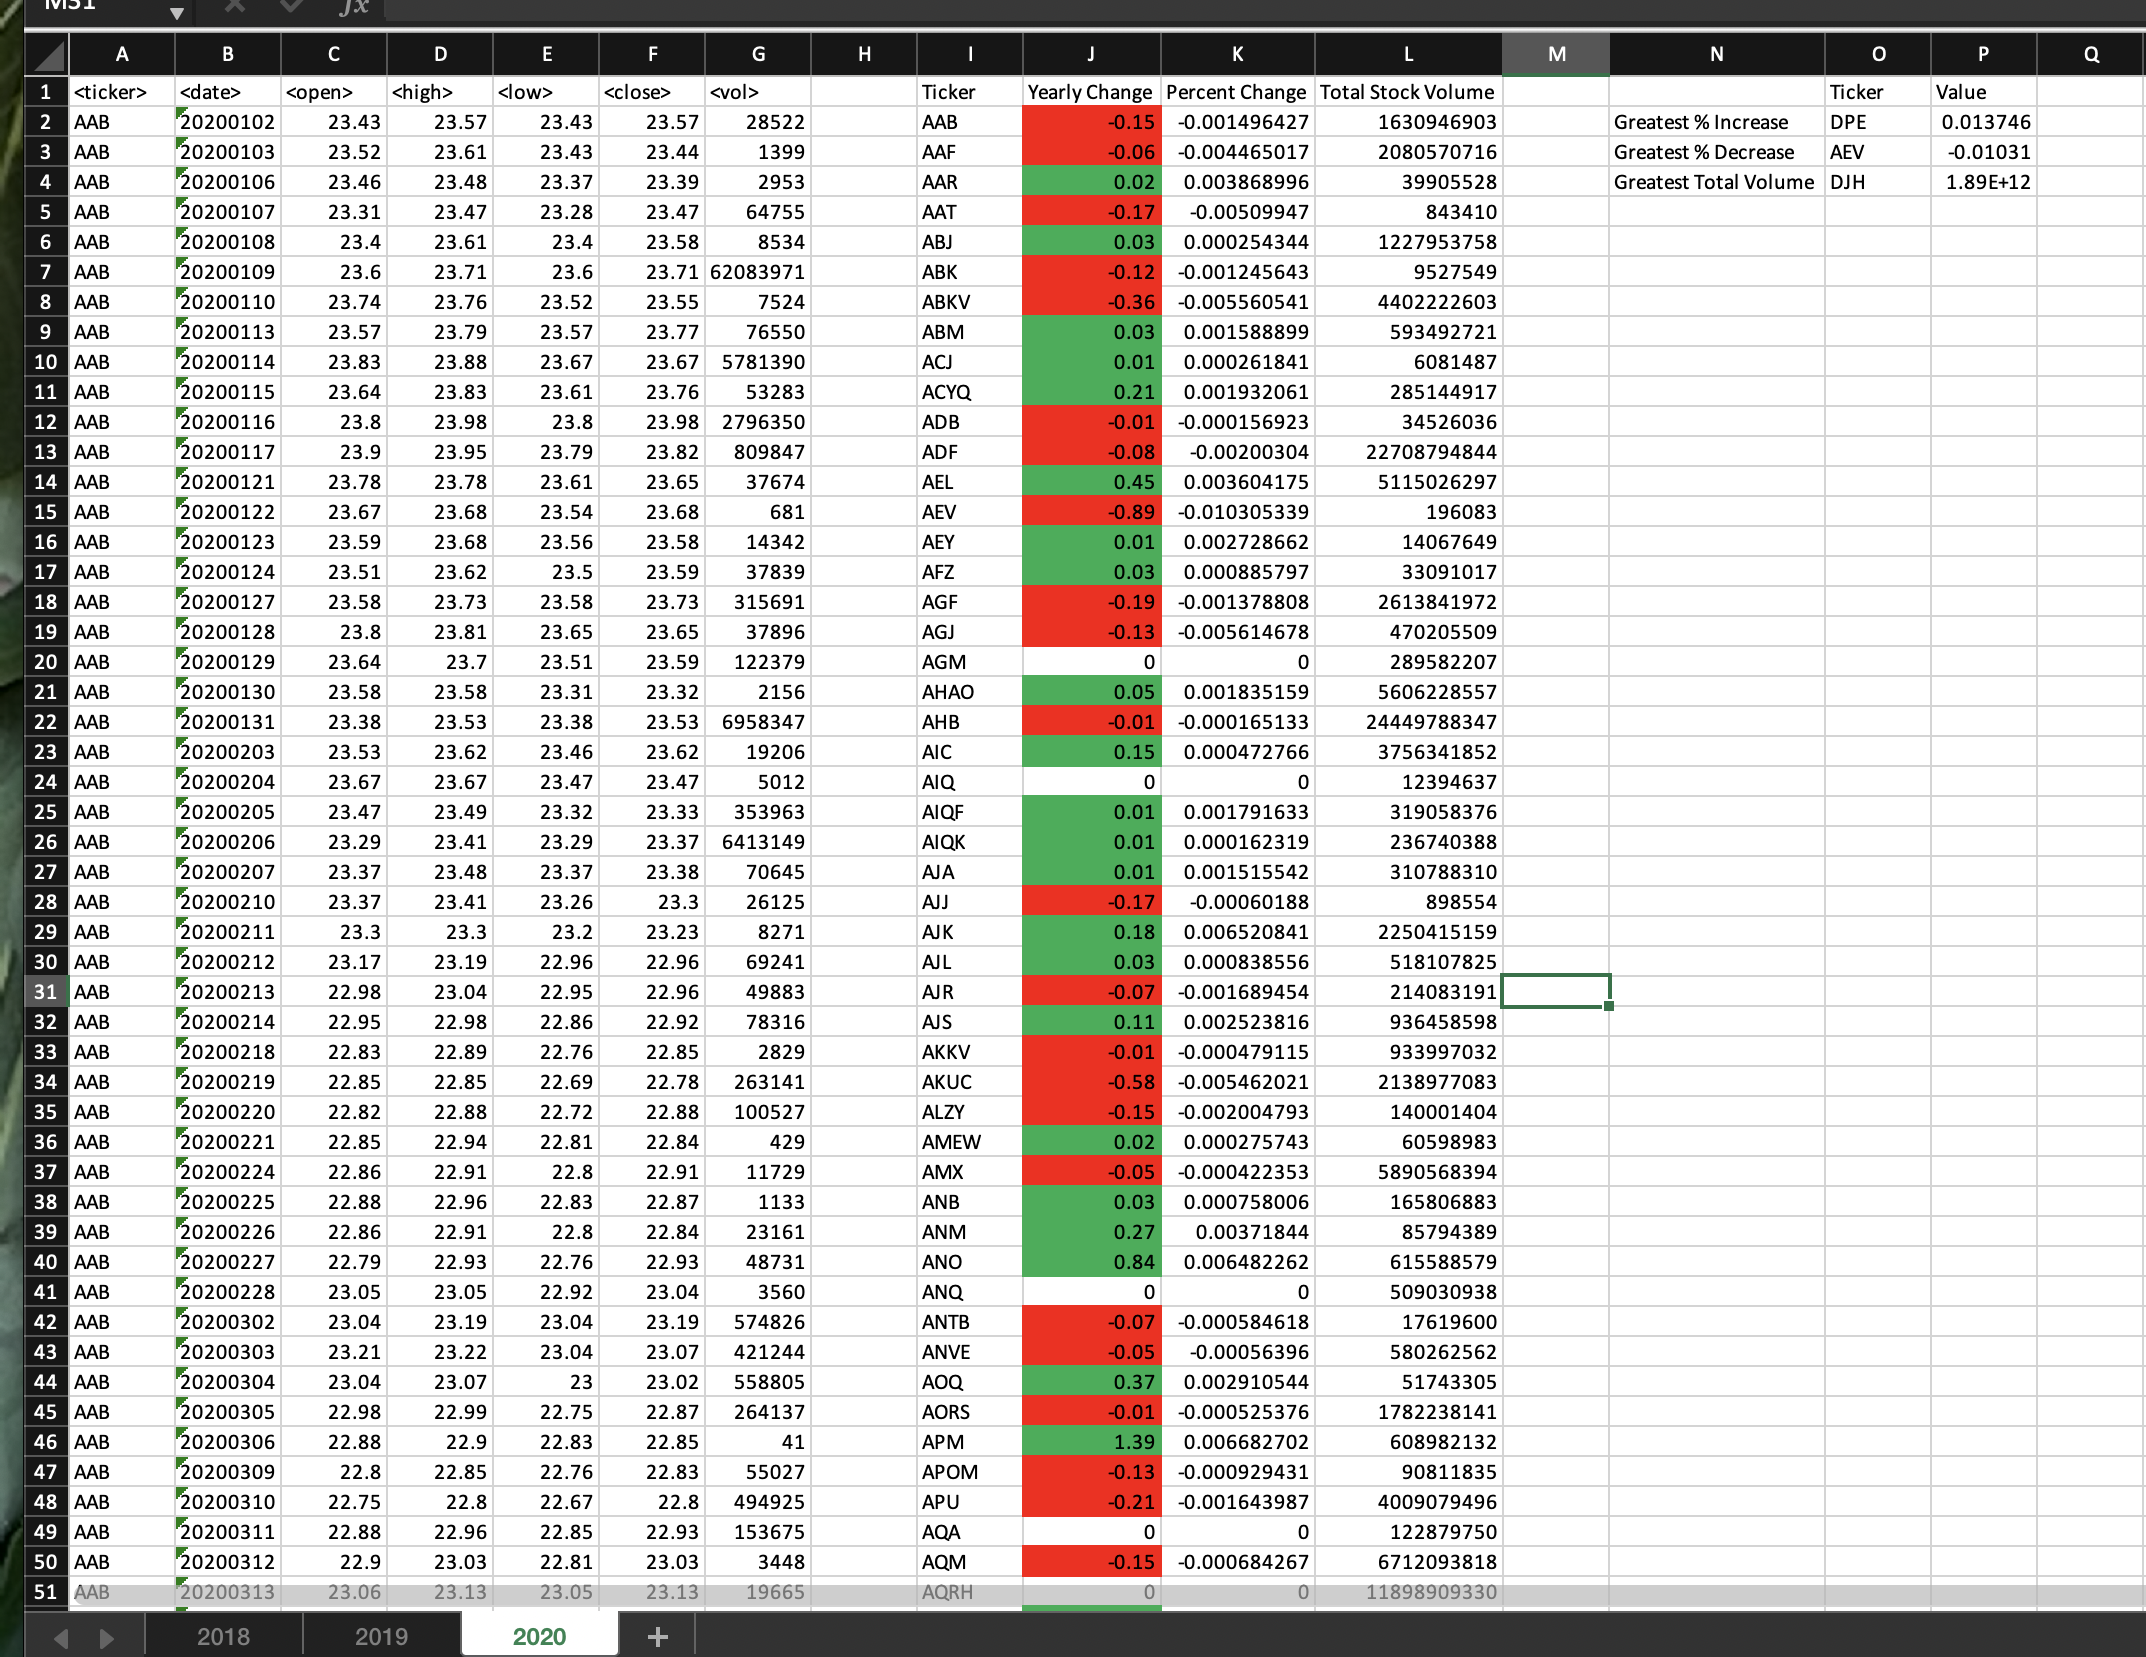 M31 fx
A B C D E F G H I J K L M N O P Q
1 <ticker> <date> <open> <high> <low> <close> <vol> Ticker Yearly Change Percent Change Total Stock Volume Ticker Value
2 AAB 20200102 23.43 23.57 23.43 23.57 28522 AAB -0.15 -0.001496427 1630946903 Greatest % Increase DPE 0.013746
3 AAB 20200103 23.52 23.61 23.43 23.44 1399 AAF -0.06 -0.004465017 2080570716 Greatest % Decrease AEV -0.01031
4 AAB 20200106 23.46 23.48 23.37 23.39 2953 AAR 0.02 0.003868996 39905528 Greatest Total Volume DJH 1.89E+12
5 AAB 20200107 23.31 23.47 23.28 23.47 64755 AAT -0.17 -0.00509947 843410
6 AAB 20200108 23.4 23.61 23.4 23.58 8534 ABJ 0.03 0.000254344 1227953758
7 AAB 20200109 23.6 23.71 23.6 23.71 62083971 ABK -0.12 -0.001245643 9527549
8 AAB 20200110 23.74 23.76 23.52 23.55 7524 ABKV -0.36 -0.005560541 4402222603
9 AAB 20200113 23.57 23.79 23.57 23.77 76550 ABM 0.03 0.001588899 593492721
10 AAB 20200114 23.83 23.88 23.67 23.67 5781390 ACJ 0.01 0.000261841 6081487
11 AAB 20200115 23.64 23.83 23.61 23.76 53283 ACYQ 0.21 0.001932061 285144917
12 AAB 20200116 23.8 23.98 23.8 23.98 2796350 ADB -0.01 -0.000156923 34526036
13 AAB 20200117 23.9 23.95 23.79 23.82 809847 ADF -0.08 -0.00200304 22708794844
14 AAB 20200121 23.78 23.78 23.61 23.65 37674 AEL 0.45 0.003604175 5115026297
15 AAB 20200122 23.67 23.68 23.54 23.68 681 AEV -0.89 -0.010305339 196083
16 AAB 20200123 23.59 23.68 23.56 23.58 14342 AEY 0.01 0.002728662 14067649
17 AAB 20200124 23.51 23.62 23.5 23.59 37839 AFZ 0.03 0.000885797 33091017
18 AAB 20200127 23.58 23.73 23.58 23.73 315691 AGF -0.19 -0.001378808 2613841972
19 AAB 20200128 23.8 23.81 23.65 23.65 37896 AGJ -0.13 -0.005614678 470205509
20 AAB 20200129 23.64 23.7 23.51 23.59 122379 AGM 0 0 289582207
21 AAB 20200130 23.58 23.58 23.31 23.32 2156 AHAO 0.05 0.001835159 5606228557
22 AAB 20200131 23.38 23.53 23.38 23.53 6958347 AHB -0.01 -0.000165133 24449788347
23 AAB 20200203 23.53 23.62 23.46 23.62 19206 AIC 0.15 0.000472766 3756341852
24 AAB 20200204 23.67 23.67 23.47 23.47 5012 AIQ 0 0 12394637
25 AAB 20200205 23.47 23.49 23.32 23.33 353963 AIQF 0.01 0.001791633 319058376
26 AAB 20200206 23.29 23.41 23.29 23.37 6413149 AIQK 0.01 0.000162319 236740388
27 AAB 20200207 23.37 23.48 23.37 23.38 70645 AJA 0.01 0.001515542 310788310
28 AAB 20200210 23.37 23.41 23.26 23.3 26125 AJJ -0.17 -0.00060188 898554
29 AAB 20200211 23.3 23.3 23.2 23.23 8271 AJK 0.18 0.006520841 2250415159
30 AAB 20200212 23.17 23.19 22.96 22.96 69241 AJL 0.03 0.000838556 518107825
31 AAB 20200213 22.98 23.04 22.95 22.96 49883 AJR -0.07 -0.001689454 214083191
32 AAB 20200214 22.95 22.98 22.86 22.92 78316 AJS 0.11 0.002523816 936458598
33 AAB 20200218 22.83 22.89 22.76 22.85 2829 AKKV -0.01 -0.000479115 933997032
34 AAB 20200219 22.85 22.85 22.69 22.78 263141 AKUC -0.58 -0.005462021 2138977083
35 AAB 20200220 22.82 22.88 22.72 22.88 100527 ALZY -0.15 -0.002004793 140001404
36 AAB 20200221 22.85 22.94 22.81 22.84 429 AMEW 0.02 0.000275743 60598983
37 AAB 20200224 22.86 22.91 22.8 22.91 11729 AMX -0.05 -0.000422353 5890568394
38 AAB 20200225 22.88 22.96 22.83 22.87 1133 ANB 0.03 0.000758006 165806883
39 AAB 20200226 22.86 22.91 22.8 22.84 23161 ANM 0.27 0.00371844 85794389
40 AAB 20200227 22.79 22.93 22.76 22.93 48731 ANO 0.84 0.006482262 615588579
41 AAB 20200228 23.05 23.05 22.92 23.04 3560 ANQ 0 0 509030938
42 AAB 20200302 23.04 23.19 23.04 23.19 574826 ANTB -0.07 -0.000584618 17619600
43 AAB 20200303 23.21 23.22 23.04 23.07 421244 ANVE -0.05 -0.00056396 580262562
44 AAB 20200304 23.04 23.07 23 23.02 558805 AOQ 0.37 0.002910544 51743305
45 AAB 20200305 22.98 22.99 22.75 22.87 264137 AORS -0.01 -0.000525376 1782238141
46 AAB 20200306 22.88 22.9 22.83 22.85 41 APM 1.39 0.006682702 608982132
47 AAB 20200309 22.8 22.85 22.76 22.83 55027 APOM -0.13 -0.000929431 90811835
48 AAB 20200310 22.75 22.8 22.67 22.8 494925 APU -0.21 -0.001643987 4009079496
49 AAB 20200311 22.88 22.96 22.85 22.93 153675 AQA 0 0 122879750
50 AAB 20200312 22.9 23.03 22.81 23.03 3448 AQM -0.15 -0.000684267 6712093818
51 AAB 20200313 23.06 23.13 23.05 23.13 19665 AQRH 0 0 11898909330
2018 2019 2020 +